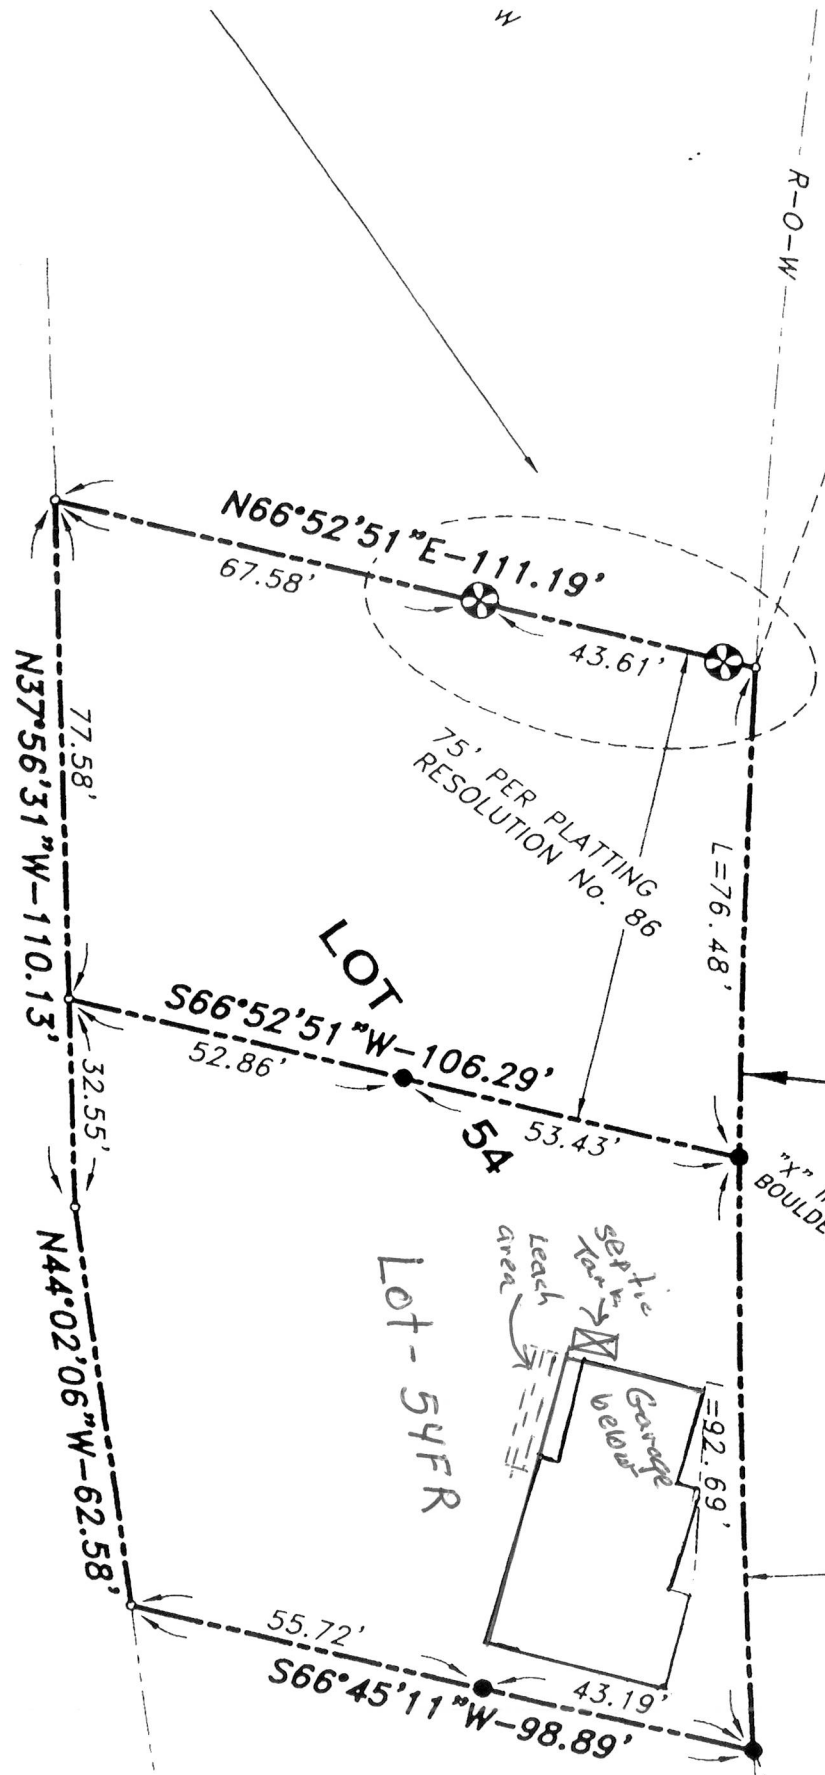 W
R-O-W
N66°52'51"E-111.19'
67.58'
43.61'
75' PER PLATTING
RESOLUTION No. 86
77.58'
N37°56'31"W-110.13'
L=76.48'
LOT
S66°52'51"W-106.29'
52.86'
53.43'
54
32.55'
"X"
septic
Tank
Leach
area
Garage
below
L=92.69'
Lot-54FR
N44°02'06"W-62.58'
55.72'
43.19'
S66°45'11"W-98.89'